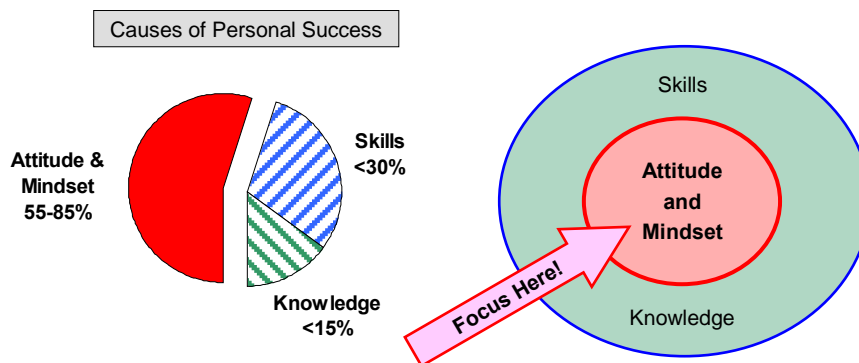 Causes of Personal Success
Attitude &
Mindset
55-85%
Skills
<30%
Knowledge
<15%
Skills
Attitude
and
Mindset
Focus Here!
Knowledge